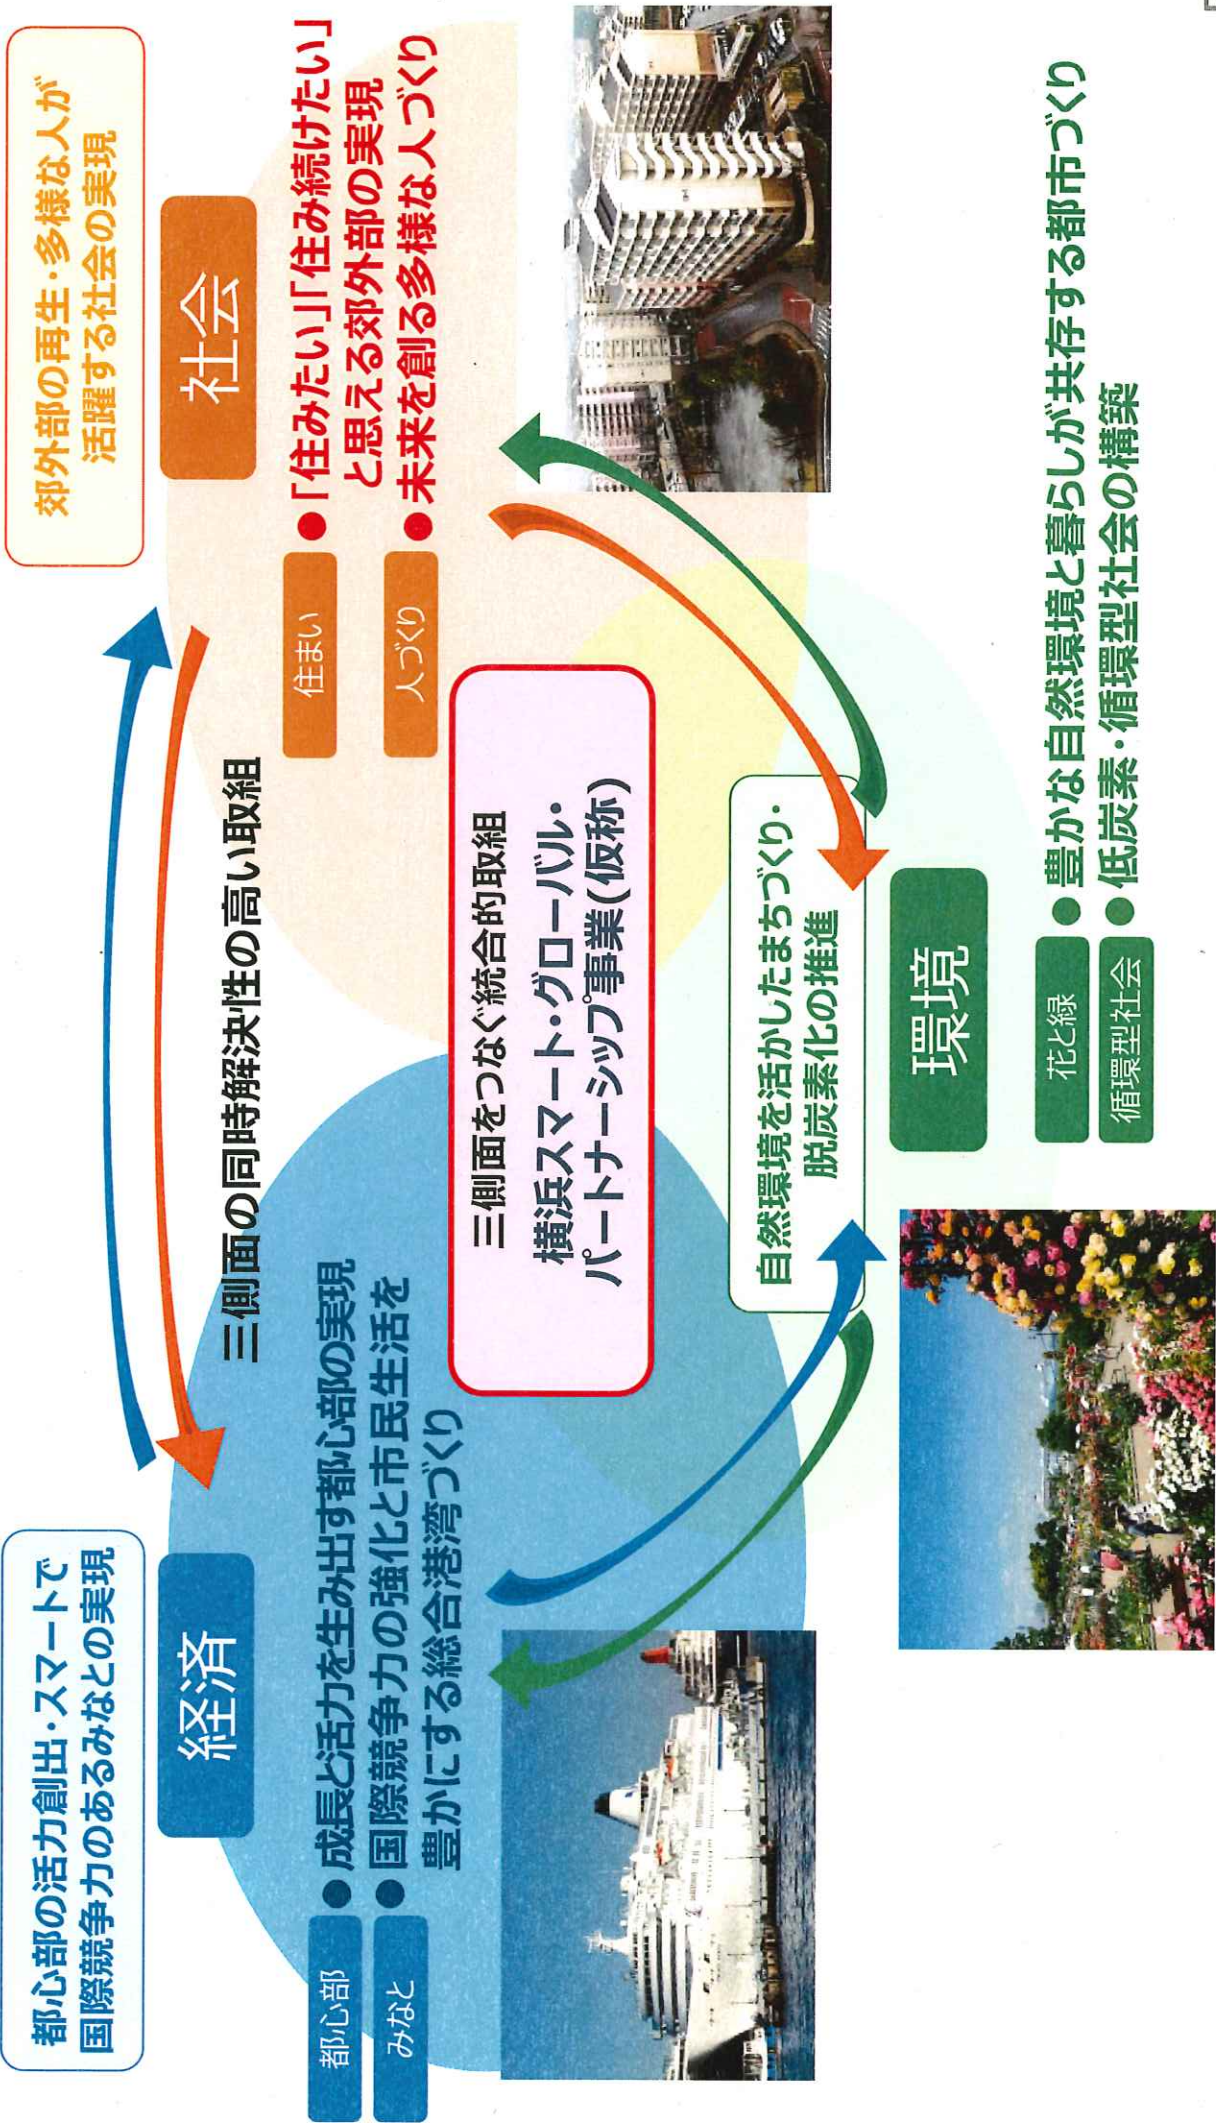 都心部の活力創出・スマートで
国際競争力のあるみなとの実現
郊外部の再生・多様な人が
活躍する社会の実現
経済
社会
三側面の同時解決性の高い取組
都心部
●成長と活力を生み出す都心部の実現
みなと
●国際競争力の強化と市民生活を
豊かにする総合港湾づくり
住まい
●「住みたい」「住み続けたい」
と思える郊外部の実現
人づくり
●未来を創る多様な人づくり
三側面をつなぐ統合的取組
横浜スマート・グローバル・
パートナーシップ事業(仮称)
自然環境を活かしたまちづくり・
脱炭素化の推進
環境
花と緑
●豊かな自然環境と暮らしが共存する都市づくり
循環型社会
●低炭素・循環型社会の構築